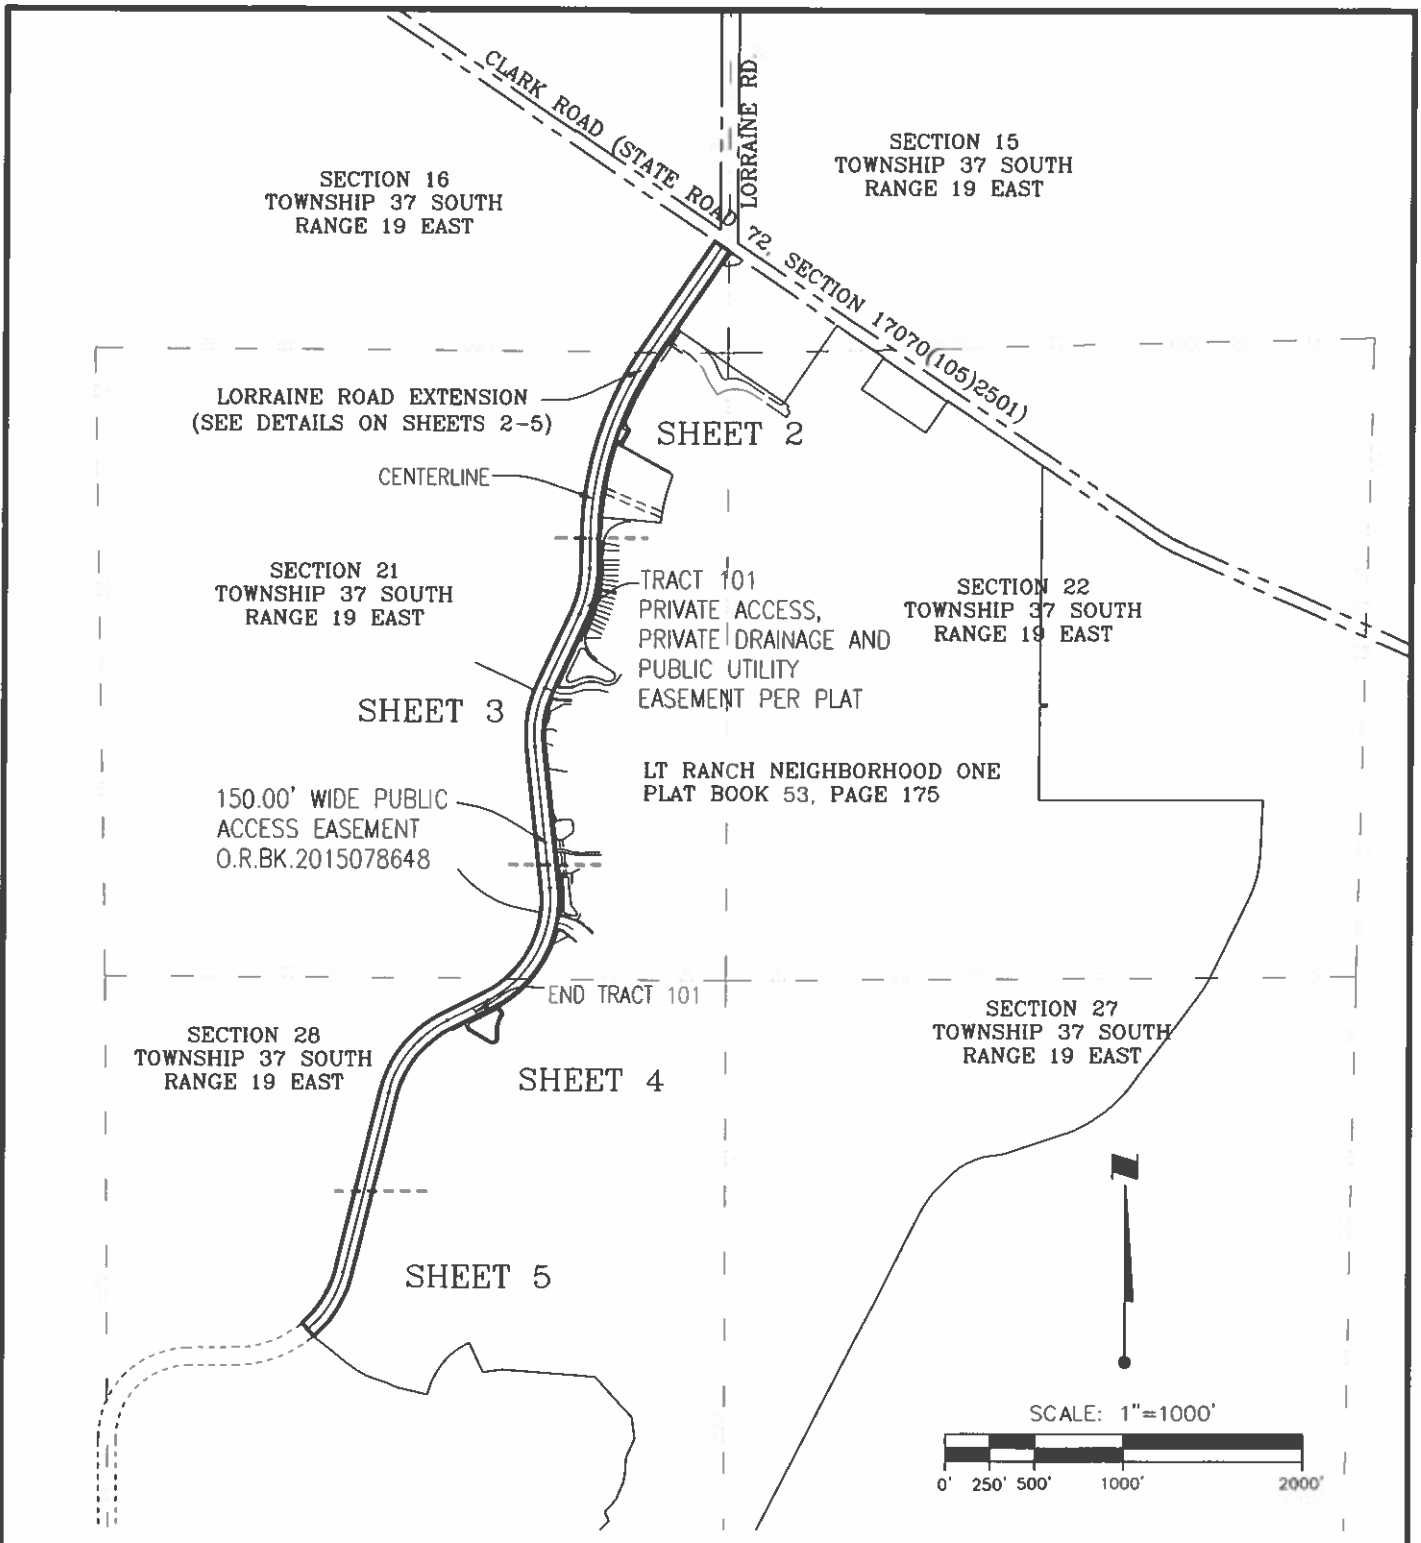 CLARK ROAD (STATE ROAD 72, SECTION 17070(105)2501)
LORRAINE RD.
SECTION 16
TOWNSHIP 37 SOUTH
RANGE 19 EAST
SECTION 15
TOWNSHIP 37 SOUTH
RANGE 19 EAST
LORRAINE ROAD EXTENSION
(SEE DETAILS ON SHEETS 2-5)
SHEET 2
CENTERLINE
SECTION 21
TOWNSHIP 37 SOUTH
RANGE 19 EAST
TRACT 101
PRIVATE ACCESS,
PRIVATE DRAINAGE AND
PUBLIC UTILITY
EASEMENT PER PLAT
SECTION 22
TOWNSHIP 37 SOUTH
RANGE 19 EAST
SHEET 3
LT RANCH NEIGHBORHOOD ONE
PLAT BOOK 53, PAGE 175
150.00' WIDE PUBLIC
ACCESS EASEMENT
O.R.BK.2015078648
END TRACT 101
SECTION 28
TOWNSHIP 37 SOUTH
RANGE 19 EAST
SECTION 27
TOWNSHIP 37 SOUTH
RANGE 19 EAST
SHEET 4
SHEET 5
N
SCALE: 1"=1000'
0' 250' 500' 1000' 2000'